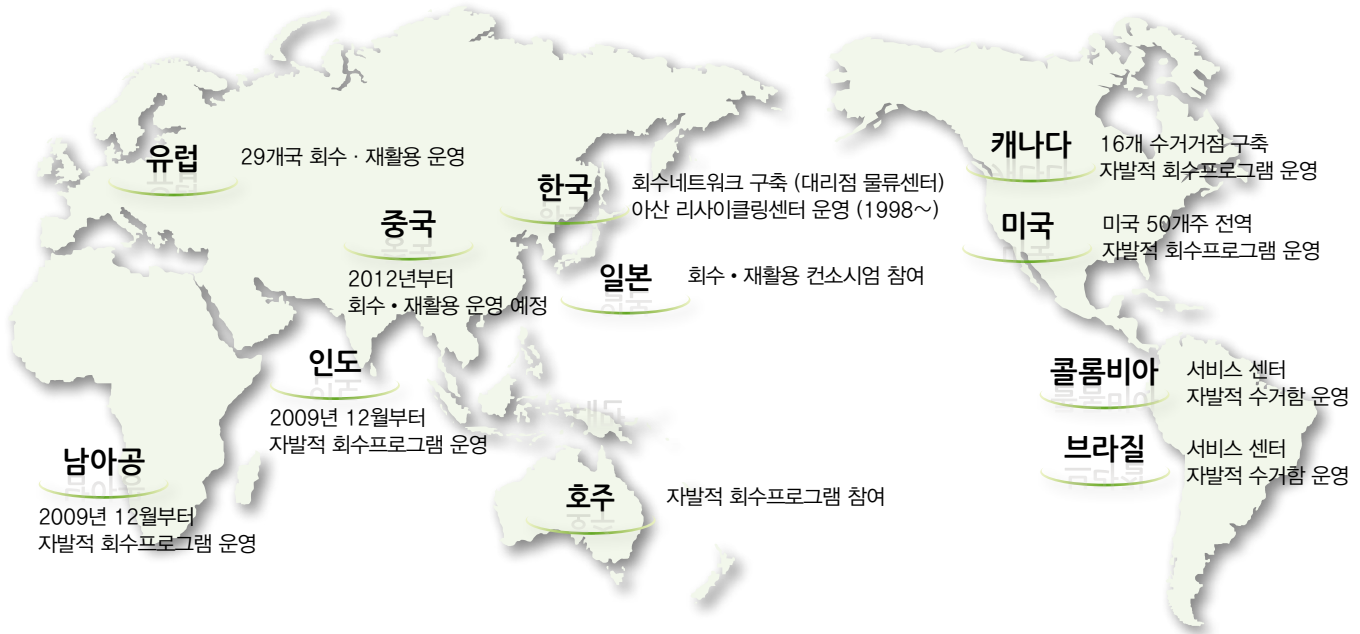 유럽
29개국 회수 · 재활용 운영
한국
회수네트워크 구축 (대리점 물류센터)
아산 리사이클링센터 운영 (1998~)
중국
2012년부터
회수 • 재활용 운영 예정
일본
회수 • 재활용 컨소시엄 참여
인도
2009년 12월부터
자발적 회수프로그램 운영
남아공
2009년 12월부터
자발적 회수프로그램 운영
호주
자발적 회수프로그램 참여
캐나다
16개 수거거점 구축
자발적 회수프로그램 운영
미국
미국 50개주 전역
자발적 회수프로그램 운영
콜롬비아
서비스 센터
자발적 수거함 운영
브라질
서비스 센터
자발적 수거함 운영